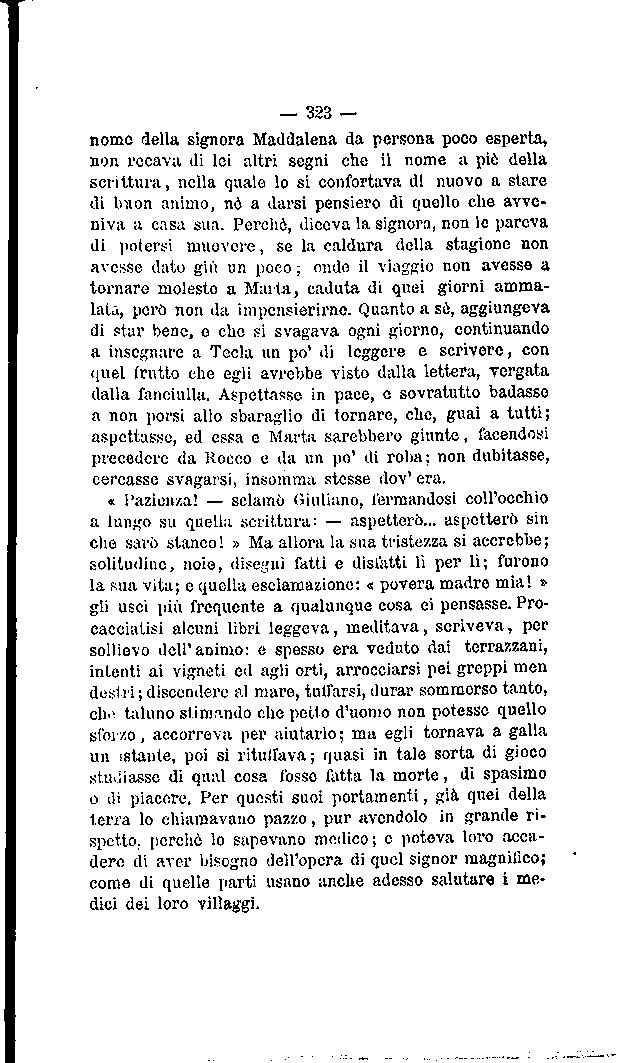 — 323 —
nome della signora Maddalena da persona poco esperta,
non recava di lei altri segni che il nome a piè della
scrittura, nella quale lo si confortava di nuovo a stare
di buon animo, nè a darsi pensiero di quello che avve-
niva a casa sua. Perchè, diceva la signora, non le pareva
di potersi muovere, se la caldura della stagione non
avesse dato giù un poco; onde il viaggio non avesse a
tornare molesto a Marta, caduta di quei giorni amma-
lata, però non da impensierirne. Quanto a sè, aggiungeva
di star bene, e che si svagava ogni giorno, continuando
a insegnare a Tecla un po' di leggere e scrivere, con
quel frutto che egli avrebbe visto dalla lettera, vergata
dalla fanciulla. Aspettasse in pace, e sovratutto badasse
a non porsi allo sbaraglio di tornare, che, guai a tutti;
aspettasse, ed essa e Marta sarebbero giunte, facendosi
precedere da Rocco e da un po' di roba; non dubitasse,
cercasse svagarsi, insomma stesse dov' era.
« Pazienza! — sclamò Giuliano, fermandosi coll'occhio
a lungo su quella scrittura: — aspetterò... aspetterò sin
che sarò stanco! » Ma allora la sua tristezza si accrebbe;
solitudine, noie, disegni fatti e disfatti lì per lì; furono
la sua vita; e quella esclamazione: « povera madre mia! »
gli uscì più frequente a qualunque cosa ei pensasse. Pro-
cacciatisi alcuni libri leggeva, meditava, scriveva, per
sollievo dell'animo: e spesso era veduto dai terrazzani,
intenti ai vigneti ed agli orti, arrocciarsi pei greppi men
destri; discendere al mare, tuffarsi, durar sommerso tanto,
che taluno stimando che petto d'uomo non potesse quello
sforzo, accorreva per aiutarlo; ma egli tornava a galla
un istante, poi si rituffava; quasi in tale sorta di gioco
studiasse di qual cosa fosse fatta la morte, di spasimo
o di piacere. Per questi suoi portamenti, già quei della
terra lo chiamavano pazzo, pur avendolo in grande ri-
spetto, perchè lo sapevano medico; e poteva loro acca-
dere di aver bisogno dell'opera di quel signor magnifico;
come di quelle parti usano anche adesso salutare i me-
dici dei loro villaggi.